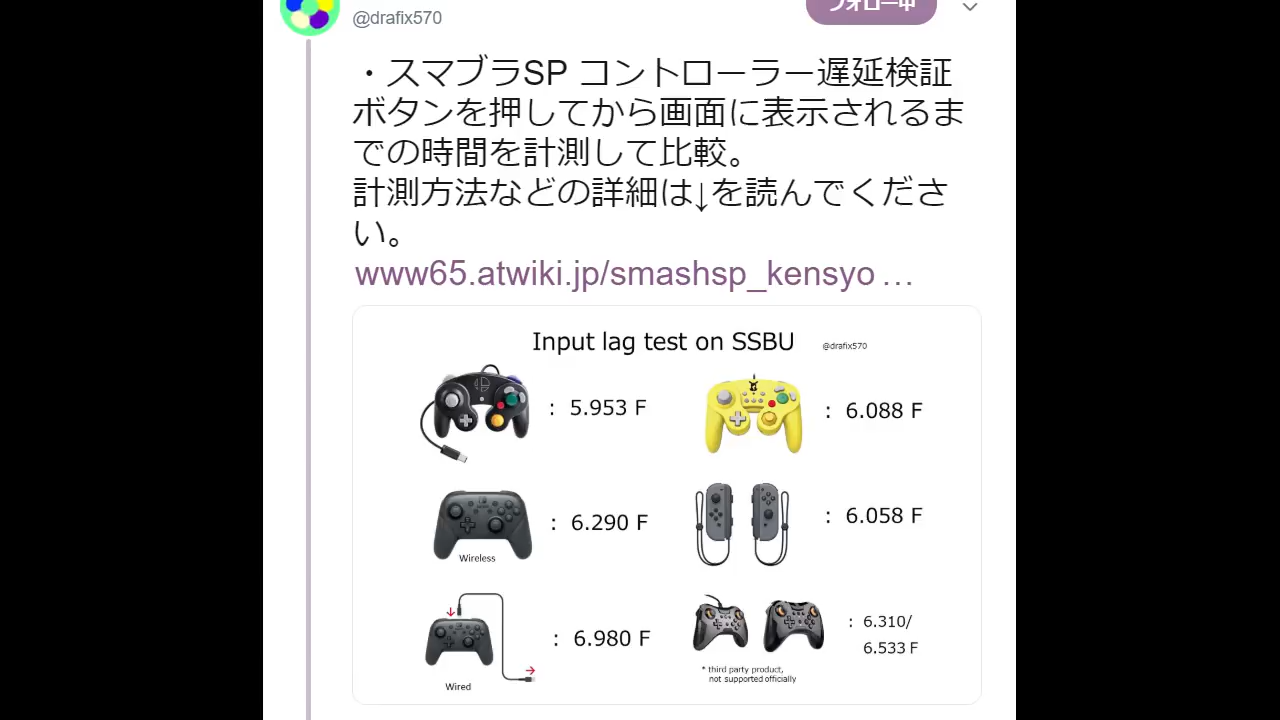 フォロー中
@drafix570
・スマブラSP コントローラー遅延検証
ボタンを押してから画面に表示されるま
での時間を計測して比較。
計測方法などの詳細は↓を読んでくださ
い。
www65.atwiki.jp/smashsp_kensyo …
Input lag test on SSBU @drafix570
: 5.953 F
: 6.088 F
: 6.290 F
Wireless
: 6.058 F
: 6.980 F
Wired
: 6.310/
6.533 F
* third party product,
not supported officially